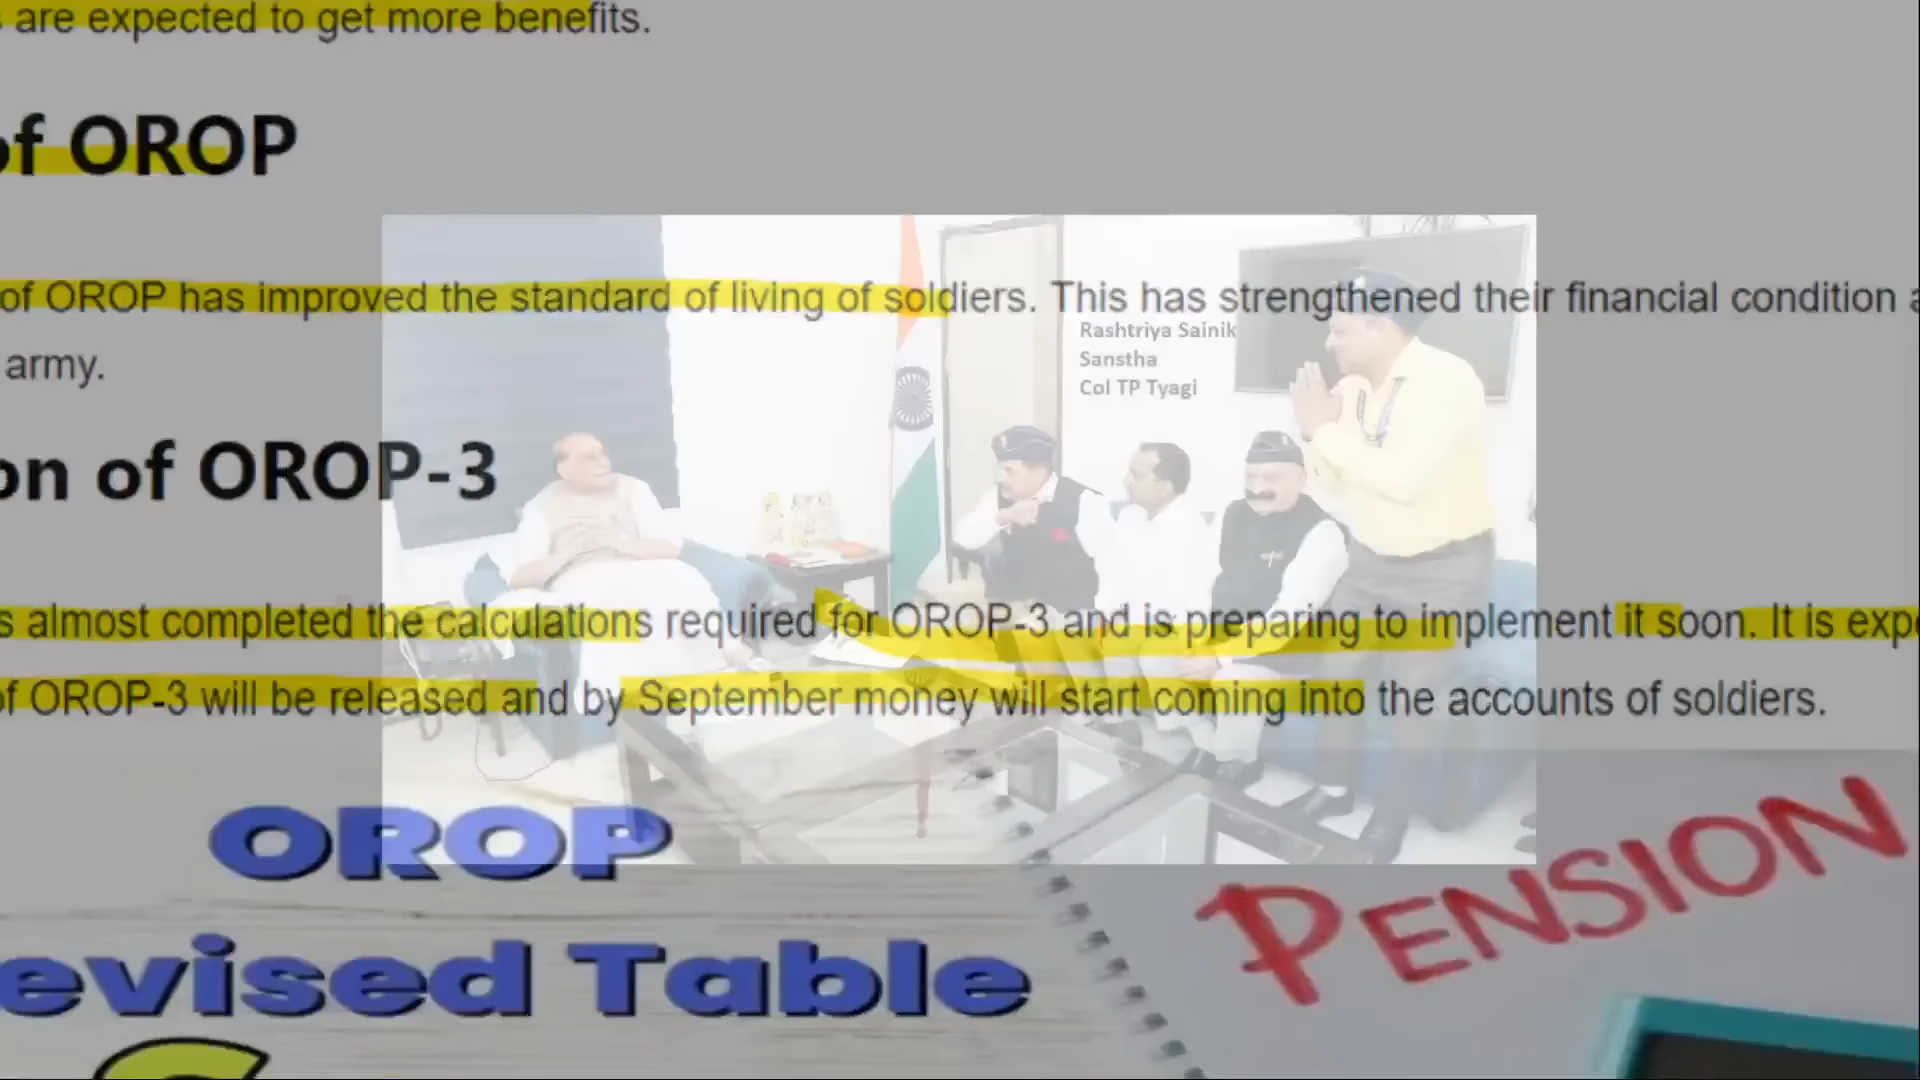 are expected to get more benefits.
of OROP
of OROP has improved the standard of living of soldiers. This has strengthened their financial condition
army.
Rashtriya Sainik
Sanstha
Col TP Tyagi
on of OROP-3
s almost completed the calculations required for OROP-3 and is preparing to implement it soon. It is exp
of OROP-3 will be released and by September money will start coming into the accounts of soldiers.
OROP
evised Table
PENSION